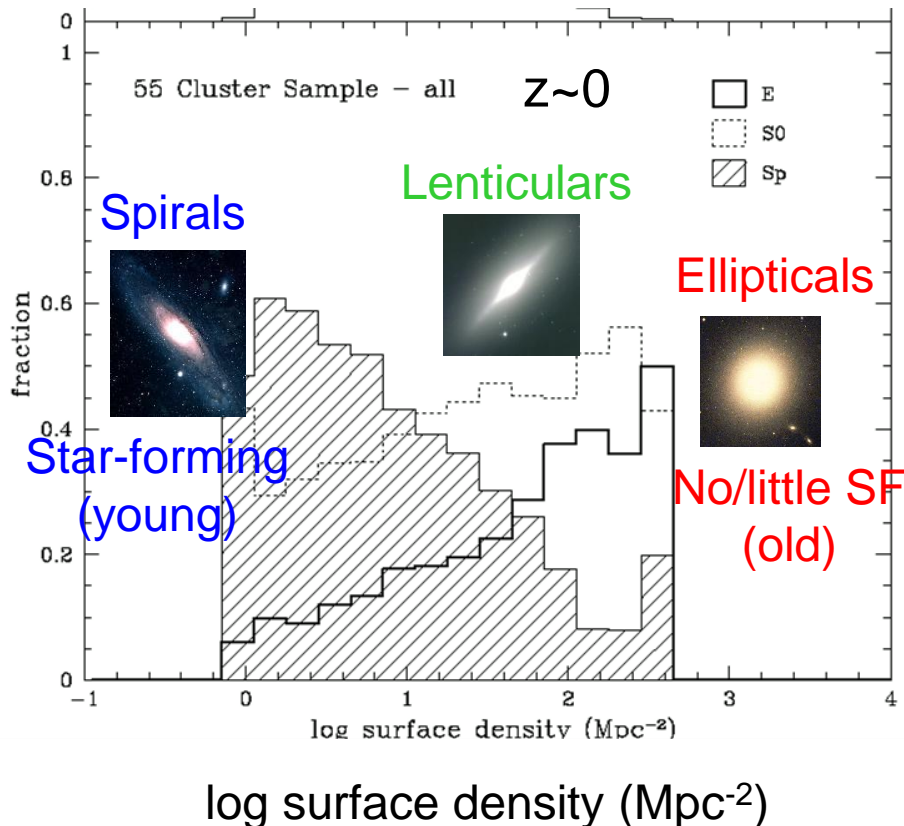 0
1
55 Cluster Sample – all
z~0
E
S0
Sp
0.8
Lenticulars
Spirals
Ellipticals
0.6
fraction
0.4
Star-forming
(young)
No/little SF
(old)
0.2
0
−1
0
1
2
3
4
log surface density (Mpc⁻²)
log surface density (Mpc⁻²)